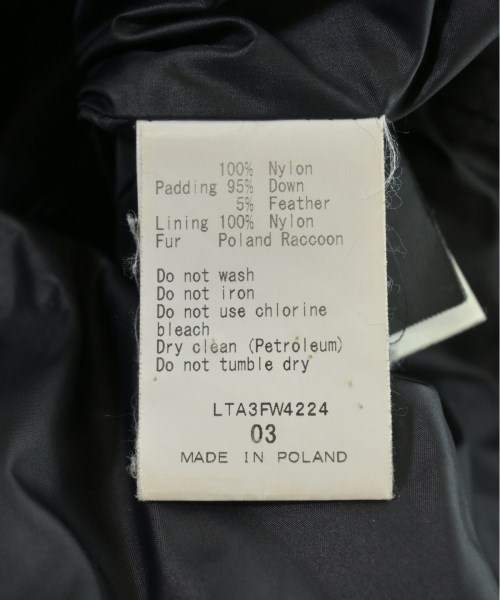 100% Nylon
Padding 95% Down
5% Feather
Lining 100% Nylon
Fur Poland Raccoon
Do not wash
Do not iron
Do not use chlorine
bleach
Dry clean (Petroleum)
Do not tumble dry
LTA3FW4224
03
MADE IN POLAND